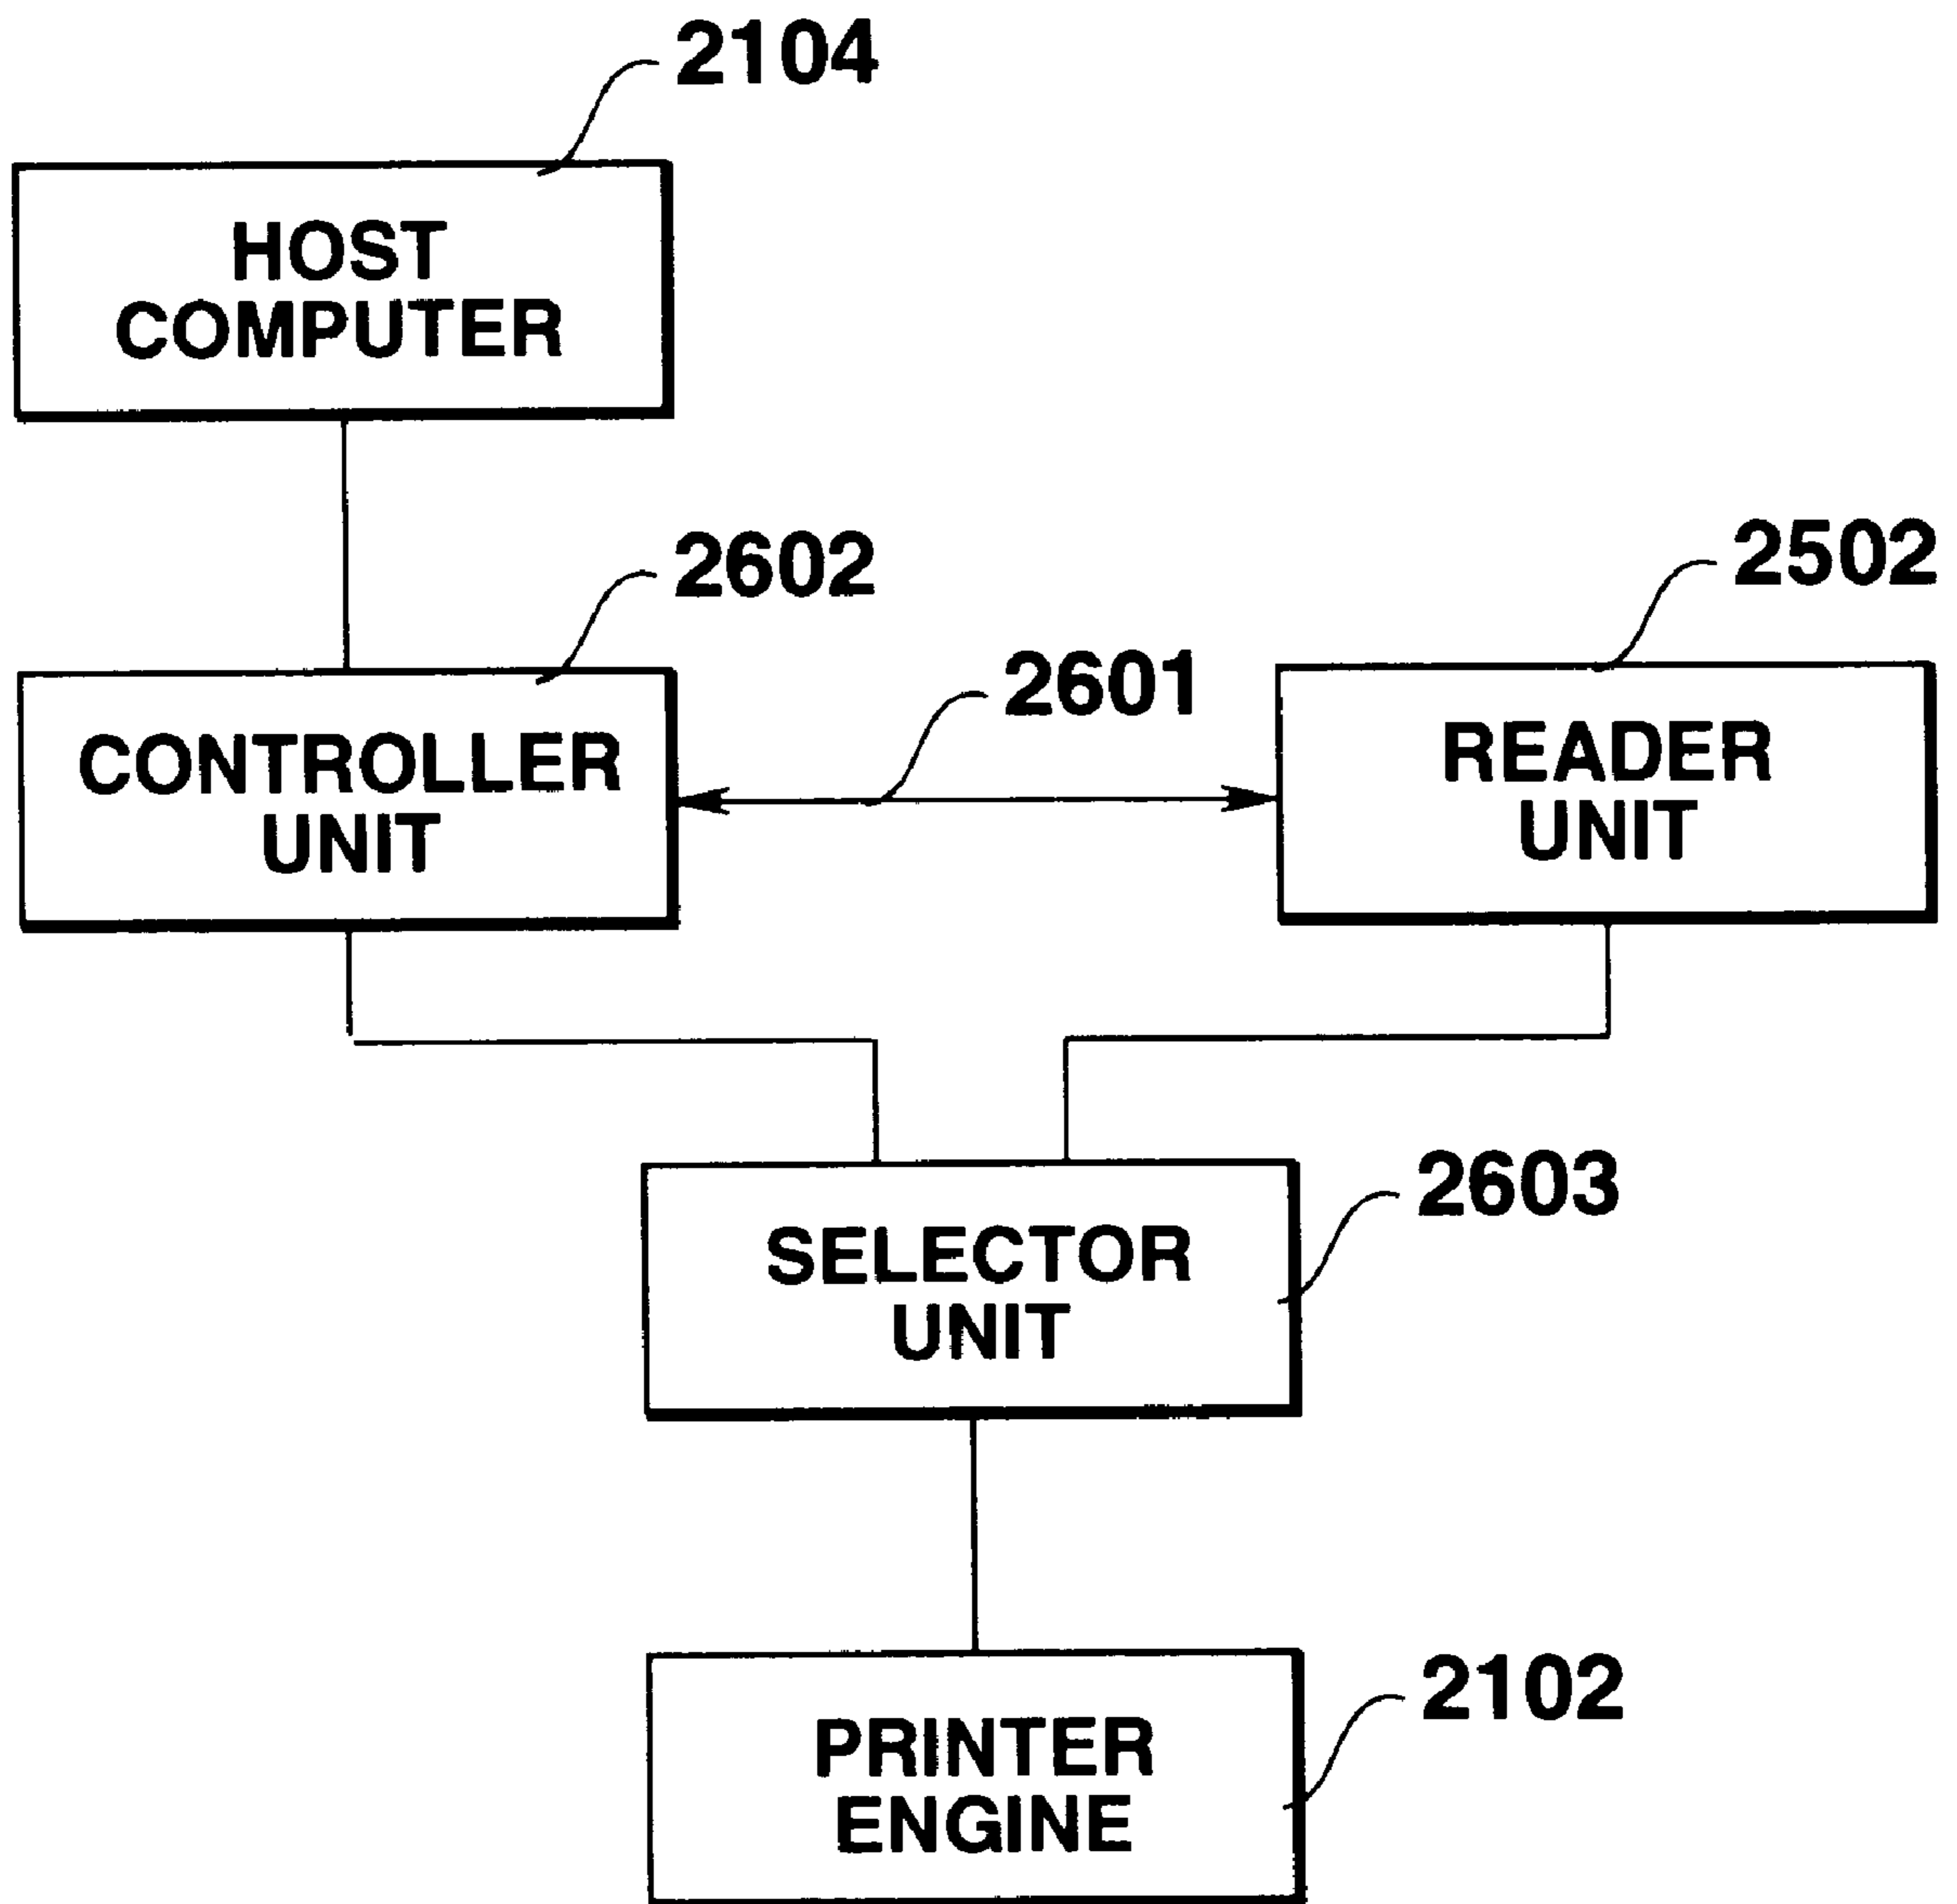 2104
HOST
COMPUTER
2602
2502
2601
CONTROLLER
UNIT
READER
UNIT
2603
SELECTOR
UNIT
2102
PRINTER
ENGINE